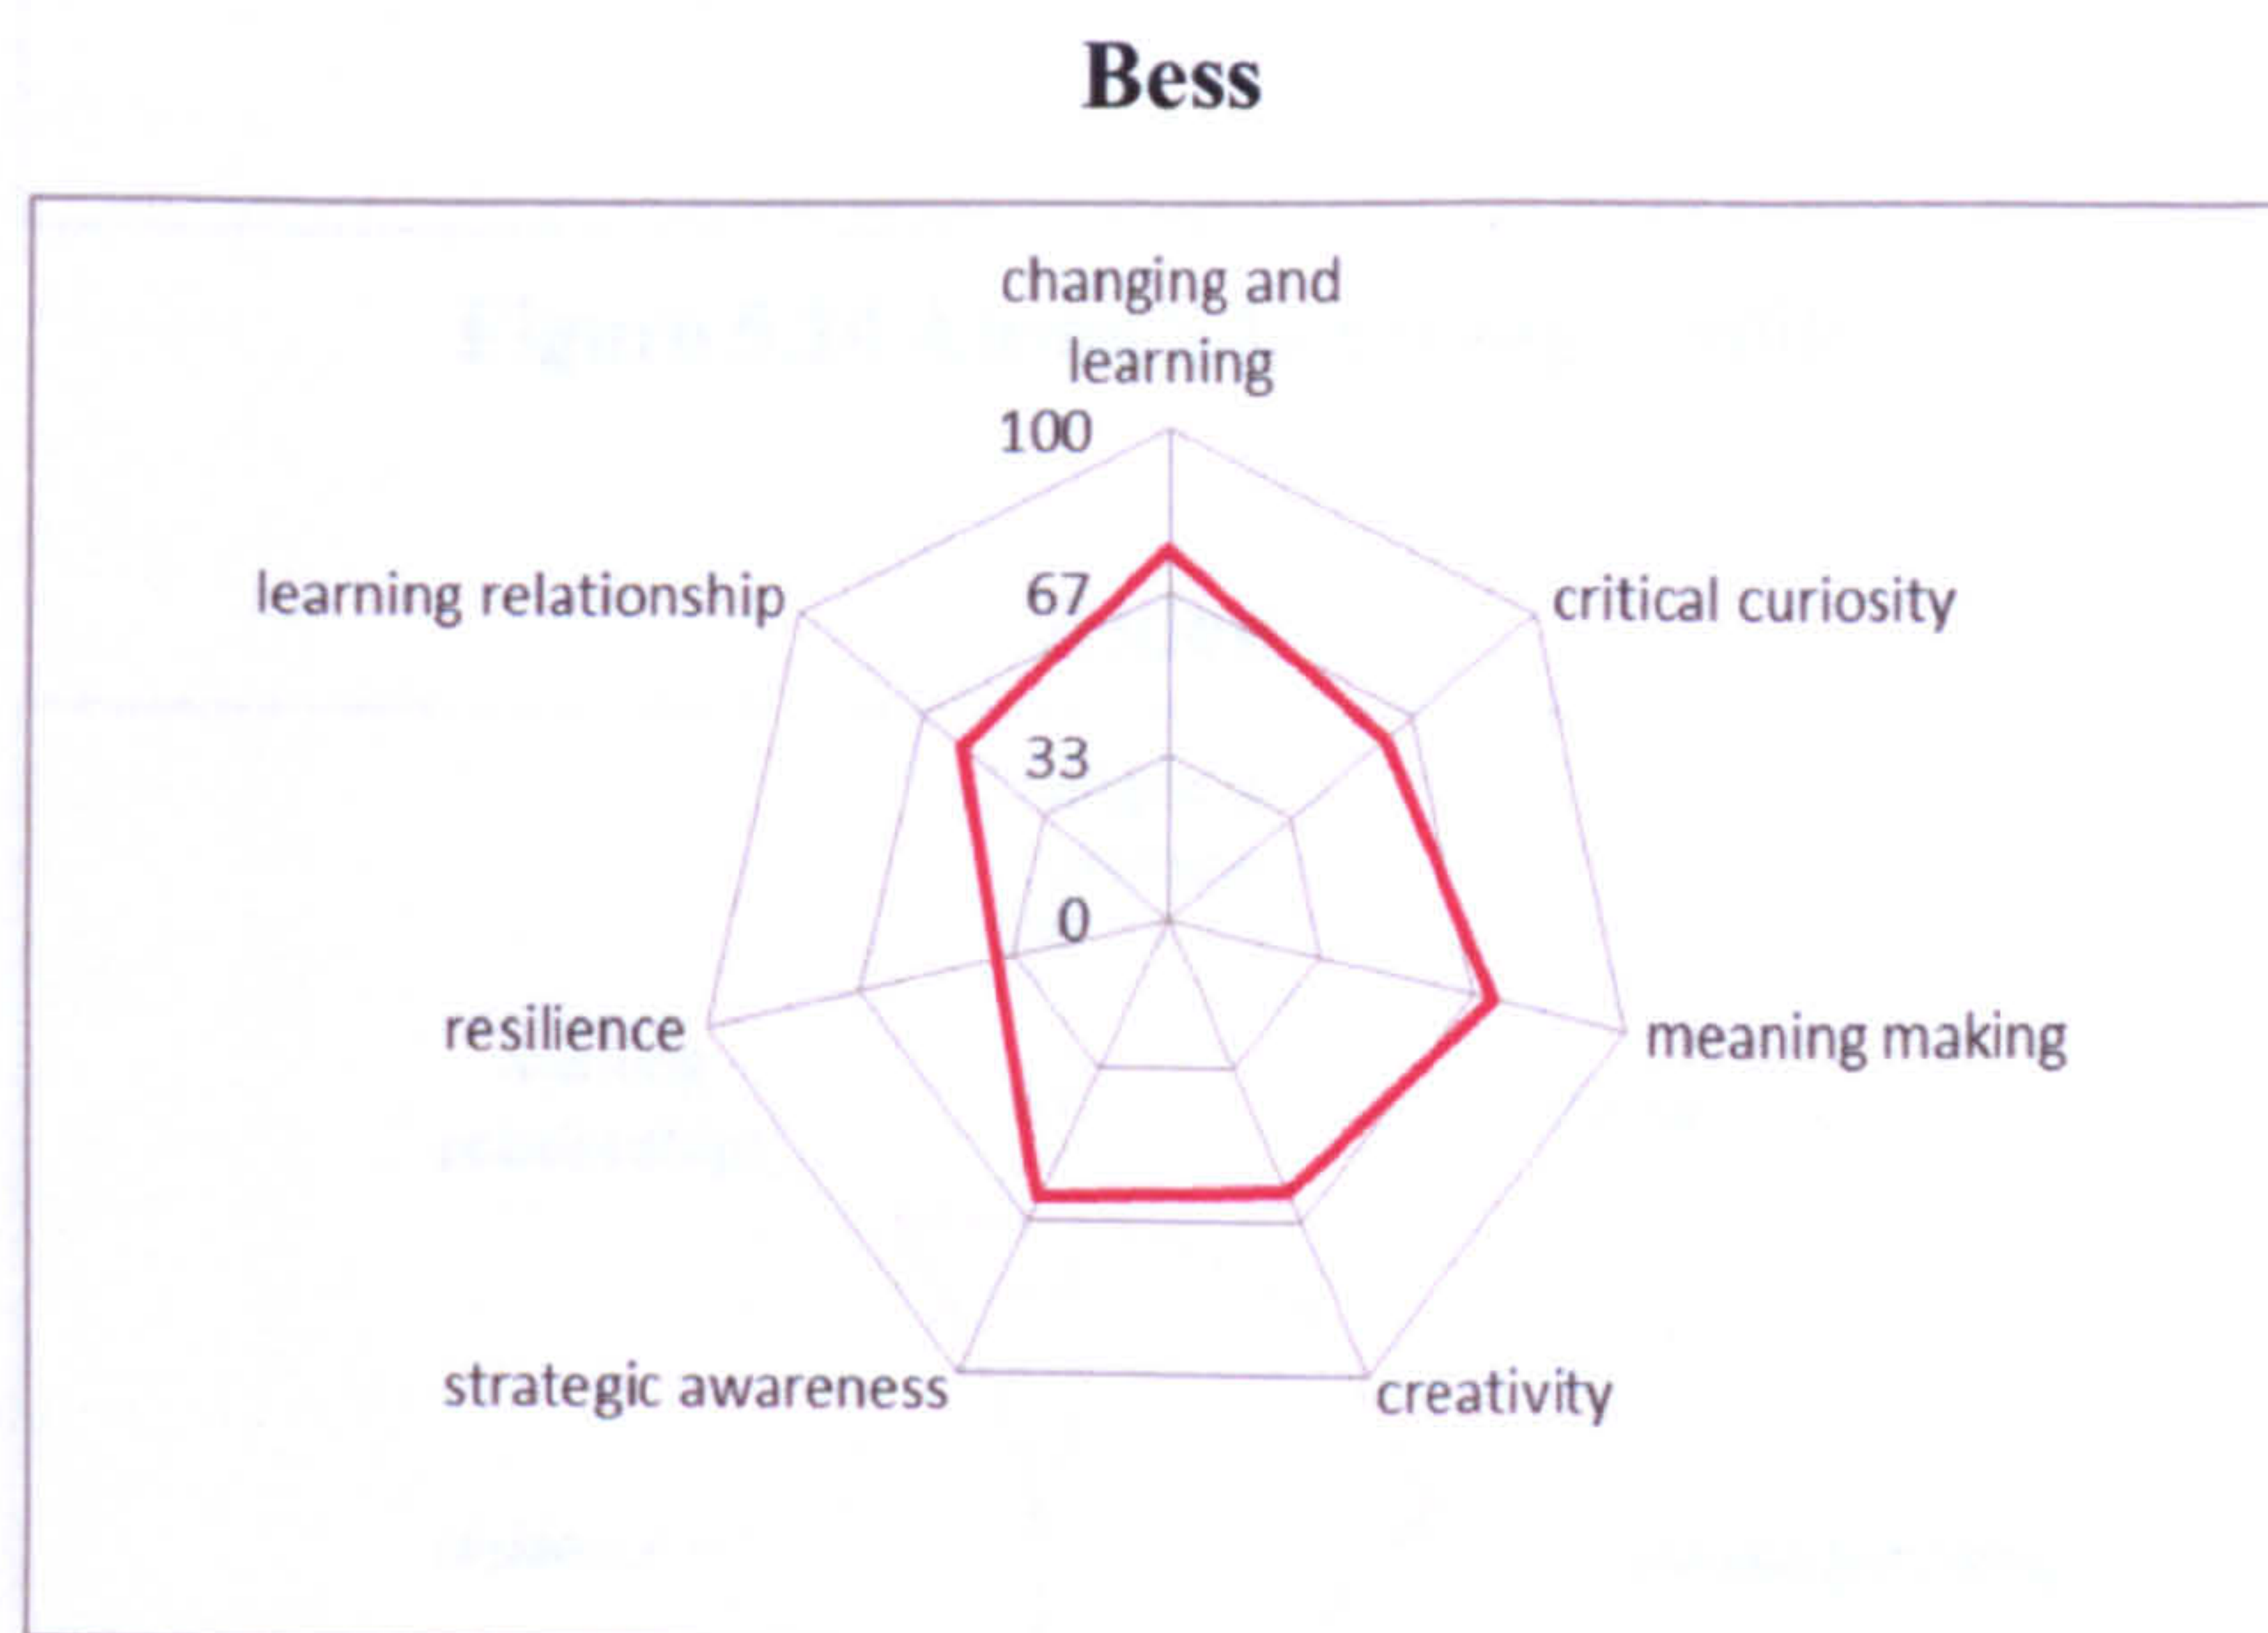 Bess
changing and
learning
100
learning relationship
67
critical curiosity
33
0
resilience
meaning making
strategic awareness
creativity